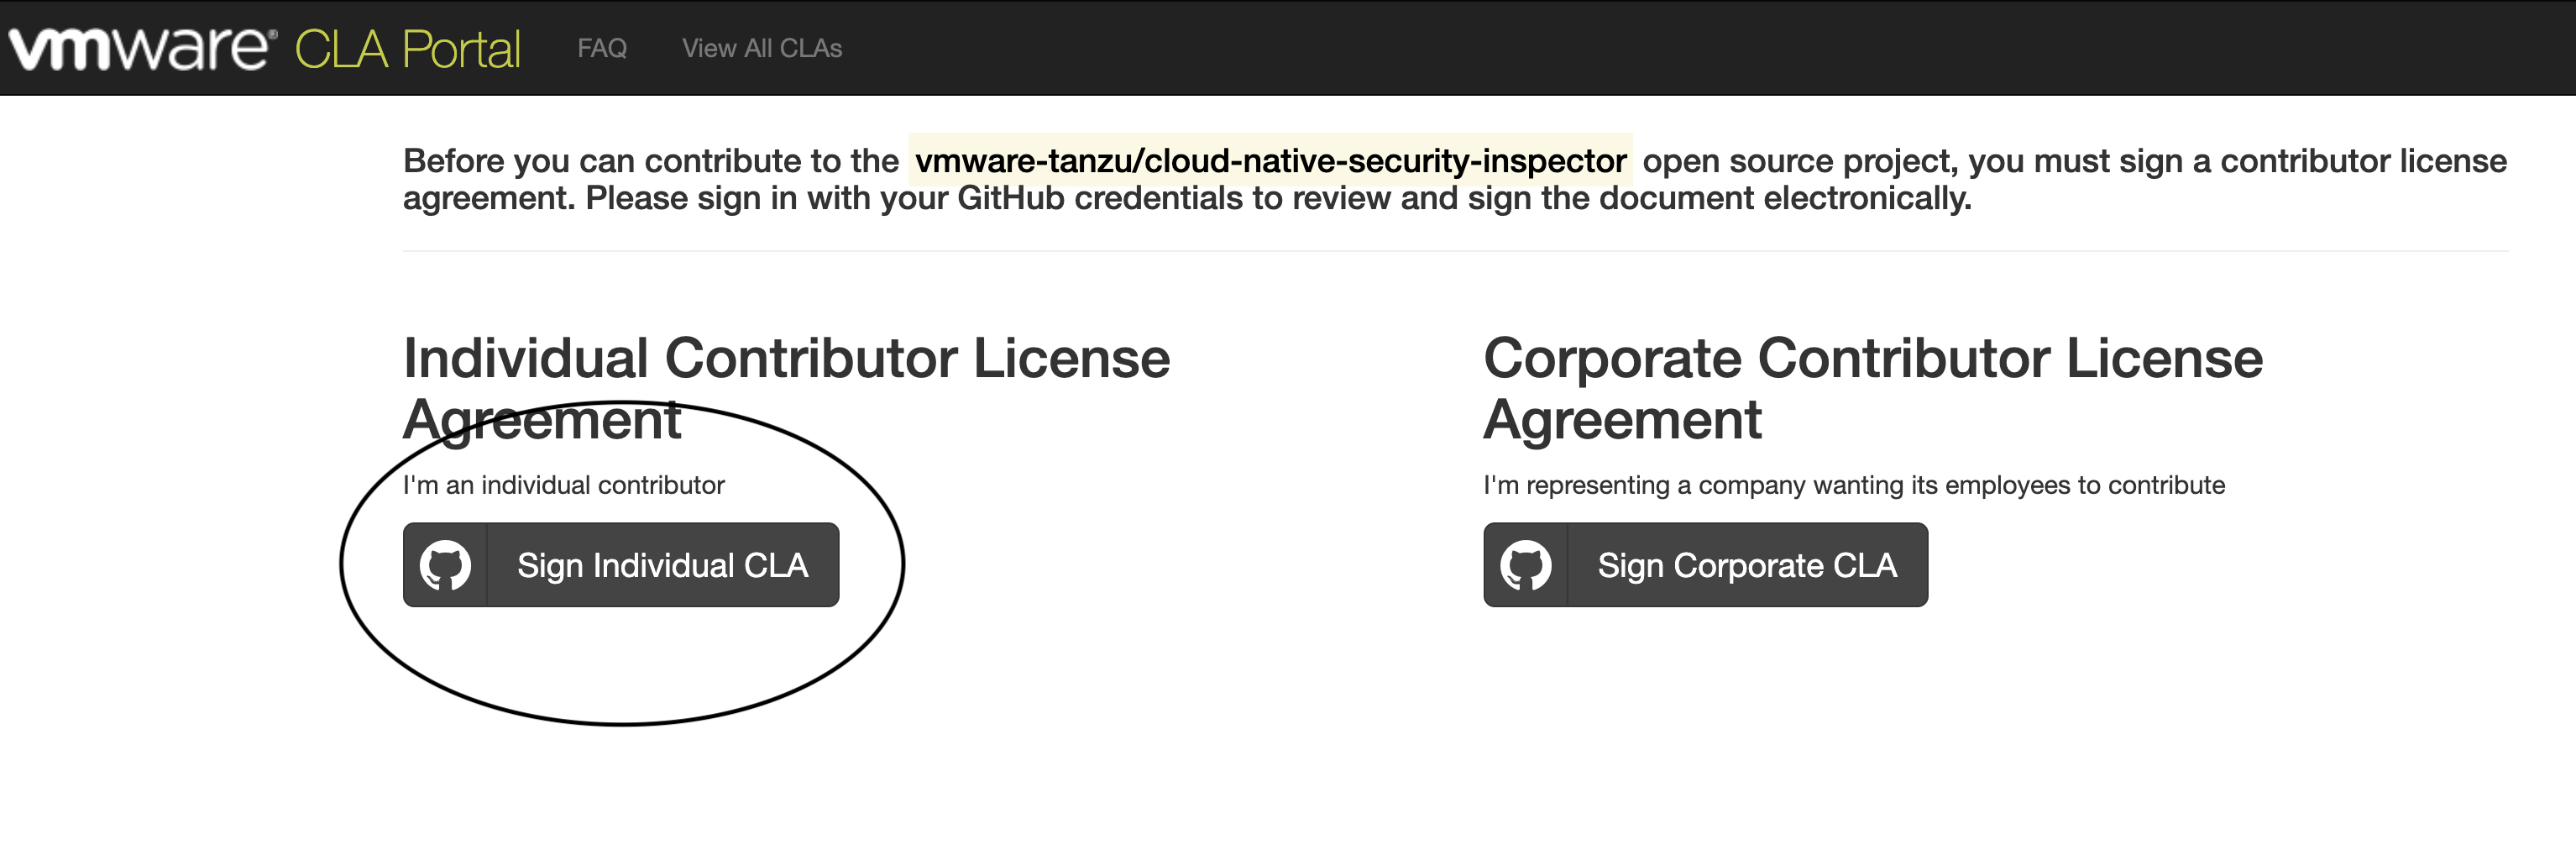 vmware® CLA Portal FAQ View All CLAs
Before you can contribute to the vmware-tanzu/cloud-native-security-inspector open source project, you must sign a contributor license
agreement. Please sign in with your GitHub credentials to review and sign the document electronically.
Individual Contributor License
Agreement
I'm an individual contributor
Sign Individual CLA
Corporate Contributor License
Agreement
I'm representing a company wanting its employees to contribute
Sign Corporate CLA